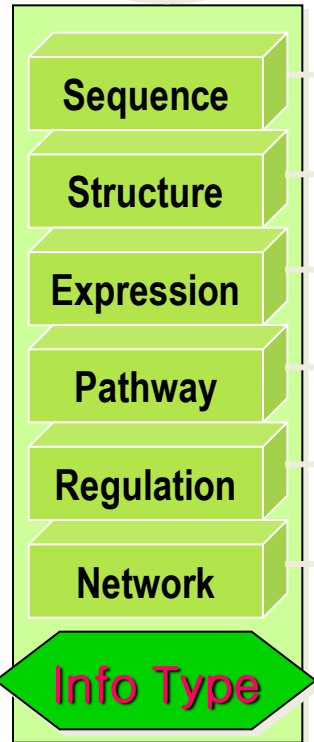 Sequence
Structure
Expression
Pathway
Regulation
Network
Info Type